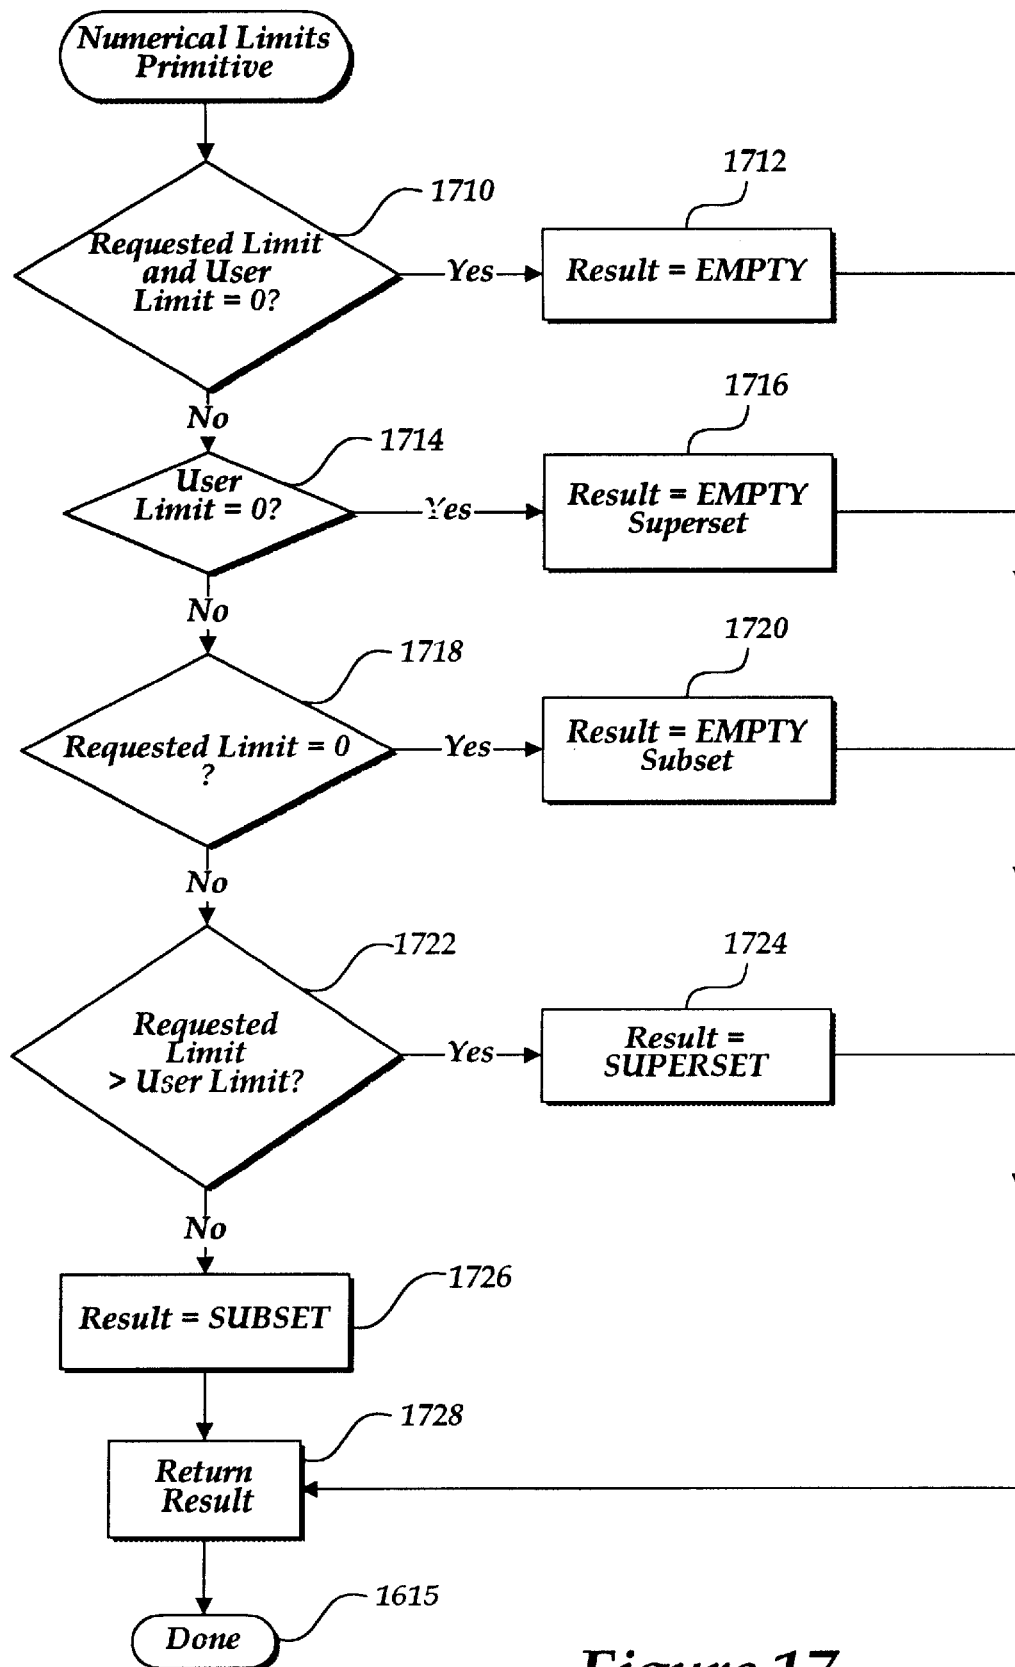 Numerical Limits
Primitive
1710
Requested Limit
and User
Limit = 0?
Yes
1712
Result = EMPTY
No
1714
User
Limit = 0?
Yes
1716
Result = EMPTY
Superset
No
1718
Requested Limit = 0
?
Yes
1720
Result = EMPTY
Subset
No
1722
Requested
Limit
> User Limit?
Yes
1724
Result =
SUPERSET
No
1726
Result = SUBSET
1728
Return
Result
1615
Done
Figure 17